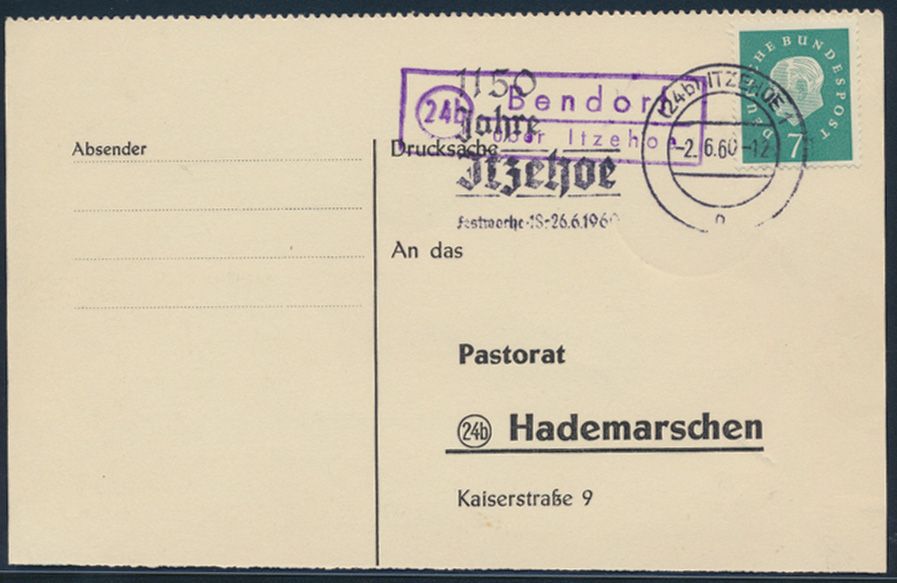 1150
Jahre
Itzehoe
Festwoche·18-26.6.1960
24b Bendorf
über Itzehoe
(24b) ITZEHOE 1
-2.6.60-12
DEUTSCHE BUNDESPOST
7
Absender
Drucksache
An das
Pastorat
24b Hademarschen
Kaiserstraße 9